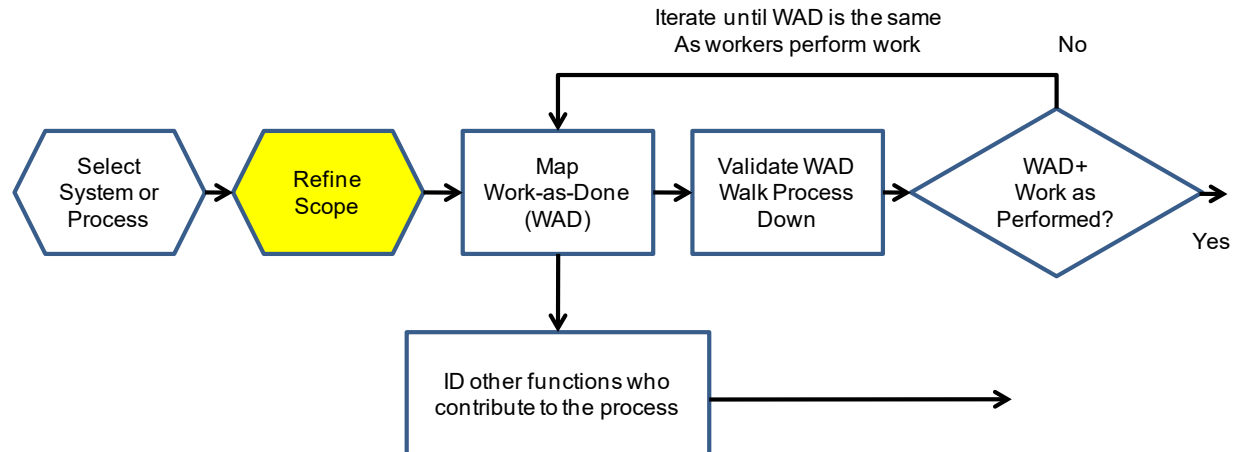 Iterate until WAD is the same
As workers perform work
No
Select
System or
Process
Refine
Scope
Map
Work-as-Done
(WAD)
Validate WAD
Walk Process
Down
WAD+
Work as
Performed?
Yes
ID other functions who
contribute to the process